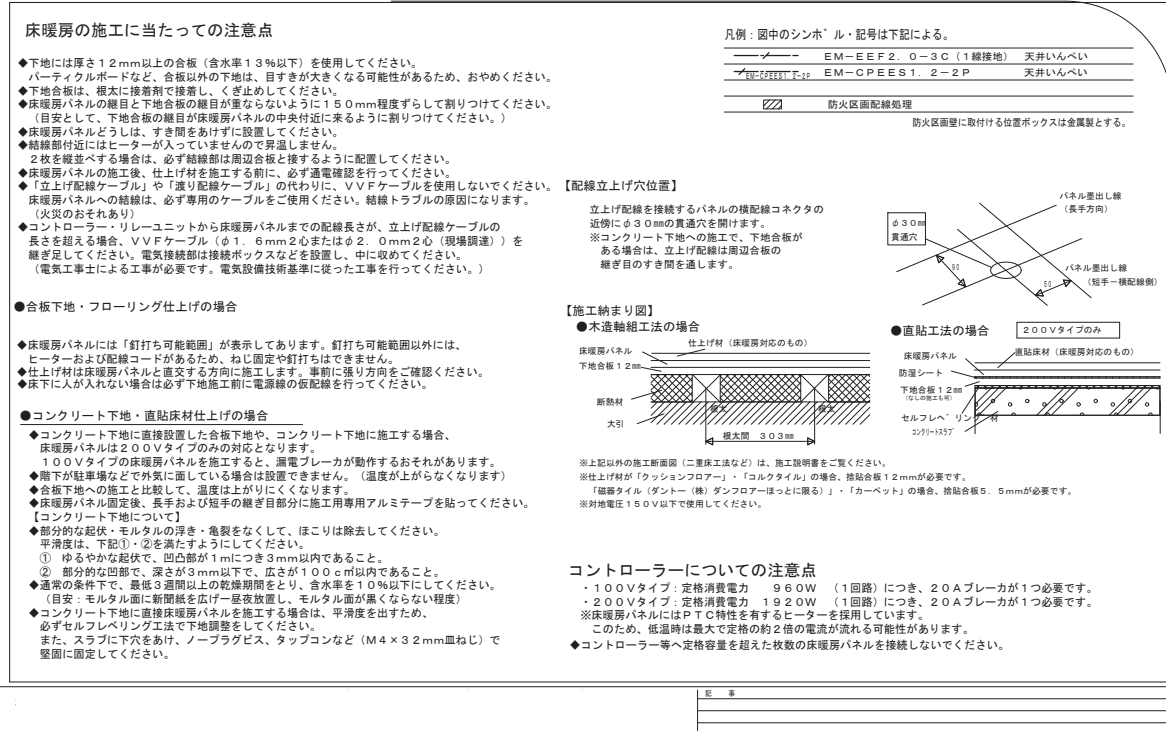 床暖房の施工に当たっての注意点
◆下地には厚さ１２mm以上の合板（含水率１３％以下）を使用してください。
パーティクルボードなど、合板以外の下地は、目すきが大きくなる可能性があるため、おやめください。
◆下地合板は、根太に接着剤で接着し、くぎ止めしてください。
◆床暖房パネルの継目と下地合板の継目が重ならないように１５０mm程度ずらして割りつけてください。
（目安として、下地合板の継目が床暖房パネルの中央付近に来るように割りつけてください。）
◆床暖房パネルどうしは、すき間をあけずに設置してください。
◆結線部付近にはヒーターが入っていませんので昇温しません。
２枚を縦並べする場合は、必ず結線部は周辺合板と接するように配置してください。
◆床暖房パネルの施工後、仕上げ材を施工する前に、必ず通電確認を行ってください。
◆「立上げ配線ケーブル」や「渡り配線ケーブル」の代わりに、ＶＶＦケーブルを使用しないでください。
床暖房パネルへの結線は、必ず専用のケーブルをご使用ください。結線トラブルの原因になります。
（火災のおそれあり）
◆コントローラー・リレーユニットから床暖房パネルまでの配線長さが、立上げ配線ケーブルの
長さを超える場合、ＶＶＦケーブル（φ１．６mm２心またはφ２．０mm２心（現場調達））を
継ぎ足してください。電気接続部は接続ボックスなどを設置し、中に収めてください。
（電気工事士による工事が必要です。電気設備技術基準に従った工事を行ってください。）
●合板下地・フローリング仕上げの場合
◆床暖房パネルには「釘打ち可能範囲」が表示してあります。釘打ち可能範囲以外には、
ヒーターおよび配線コードがあるため、ねじ固定や釘打ちはできません。
◆仕上げ材は床暖房パネルと直交する方向に施工します。事前に張り方向をご確認ください。
◆床下に人が入れない場合は必ず下地施工前に電源線の仮配線を行ってください。
●コンクリート下地・直貼床材仕上げの場合
◆コンクリート下地に直接設置した合板下地や、コンクリート下地に施工する場合、
床暖房パネルは２００Ｖタイプのみの対応となります。
１００Ｖタイプの床暖房パネルを施工すると、漏電ブレーカが動作するおそれがあります。
◆階下が駐車場などで外気に面している場合は設置できません。（温度が上がらなくなります）
◆合板下地への施工と比較して、温度は上がりにくくなります。
◆床暖房パネル固定後、長手および短手の継ぎ目部分に施工用専用アルミテープを貼ってください。
【コンクリート下地について】
◆部分的な起伏・モルタルの浮き・亀裂をなくして、ほこりは除去してください。
平滑度は、下記①・②を満たすようにしてください。
① ゆるやかな起伏で、凹凸部が１mにつき３mm以内であること。
② 部分的な凹部で、深さが３mm以下で、広さが１００c㎡以内であること。
◆通常の条件下で、最低３週間以上の乾燥期間をとり、含水率を１０％以下にしてください。
（目安：モルタル面に新聞紙を広げ一昼夜放置し、モルタル面が黒くならない程度）
◆コンクリート下地に直接床暖房パネルを施工する場合は、平滑度を出すため、
必ずセルフレベリング工法で下地調整をしてください。
また、スラブに下穴をあけ、ノープラグビス、タップコンなど（Ｍ４×３２mm皿ねじ）で
堅固に固定してください。
凡例：図中のシンボル・記号は下記による。
ＥＭ－ＥＥＦ２．０－３Ｃ（１線接地） 天井いんぺい
EM-CPEES1.2-2P ＥＭ－ＣＰＥＥＳ１．２－２Ｐ 天井いんぺい
防火区画配線処理
防火区画壁に取付ける位置ボックスは金属製とする。
【配線立上げ穴位置】
立上げ配線を接続するパネルの横配線コネクタの
近傍にφ３０㎜の貫通穴を開けます。
※コンクリート下地への施工で、下地合板が
ある場合は、立上げ配線は周辺合板の
継ぎ目のすき間を通します。
パネル墨出し線
（長手方向）
φ３０㎜
貫通穴
９０
５０
パネル墨出し線
（短手－横配線側）
【施工納まり図】
●木造軸組工法の場合
仕上げ材（床暖房対応のもの）
床暖房パネル
下地合板１２㎜
断熱材
大引
根太
根太
根太間 ３０３㎜
●直貼工法の場合
２００Ｖタイプのみ
直貼床材（床暖房対応のもの）
床暖房パネル
防湿シート
下地合板１２㎜
（なしの施工も可）
セルフレベリング材
コンクリートスラブ
※上記以外の施工断面図（二重床工法など）は、施工説明書をご覧ください。
※仕上げ材が「クッションフロアー」・「コルクタイル」の場合、捨貼合板１２mmが必要です。
「磁器タイル（ダントー（株）ダンフロアーほっとに限る）」・「カーペット」の場合、捨貼合板５．５mmが必要です。
※対地電圧１５０Ｖ以下で使用してください。
コントローラーについての注意点
・１００Ｖタイプ：定格消費電力 ９６０Ｗ （１回路）につき、２０Ａブレーカが１つ必要です。
・２００Ｖタイプ：定格消費電力 １９２０Ｗ （１回路）につき、２０Ａブレーカが１つ必要です。
※床暖房パネルにはＰＴＣ特性を有するヒーターを採用しています。
このため、低温時は最大で定格の約２倍の電流が流れる可能性があります。
◆コントローラー等へ定格容量を超えた枚数の床暖房パネルを接続しないでください。
記 事